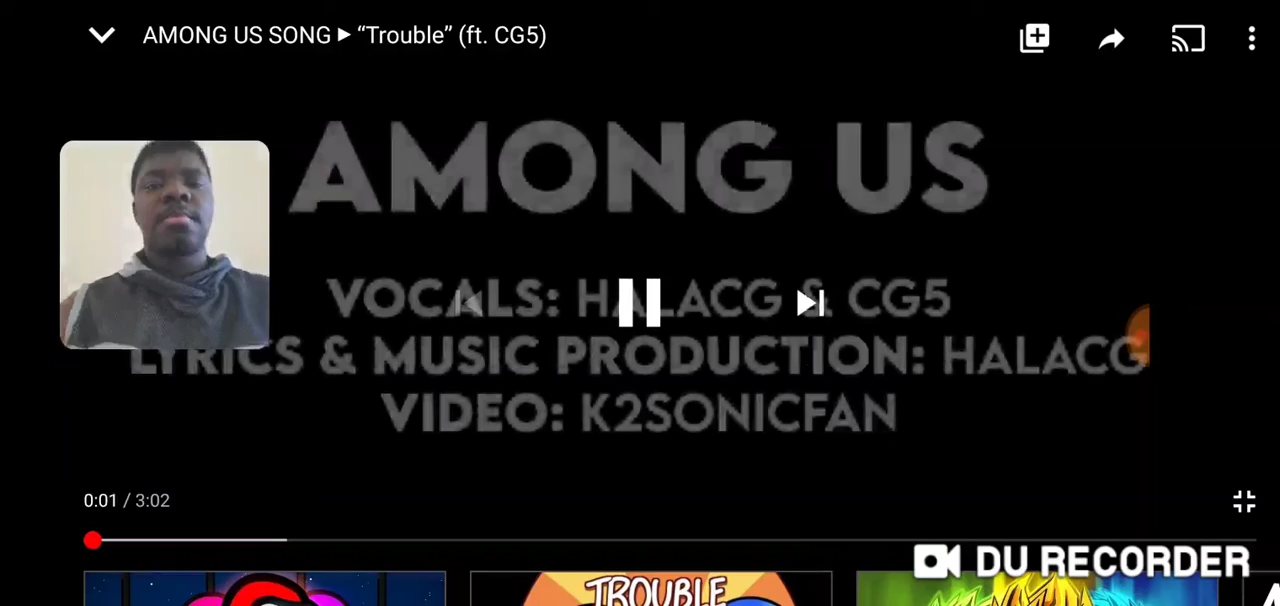 AMONG US SONG ▶ “Trouble” (ft. CG5)
AMONG US
VOCALS: HALACG & CG5
LYRICS & MUSIC PRODUCTION: HALACG
VIDEO: K2SONICFAN
0:01 / 3:02
DU RECORDER
TROUBLE